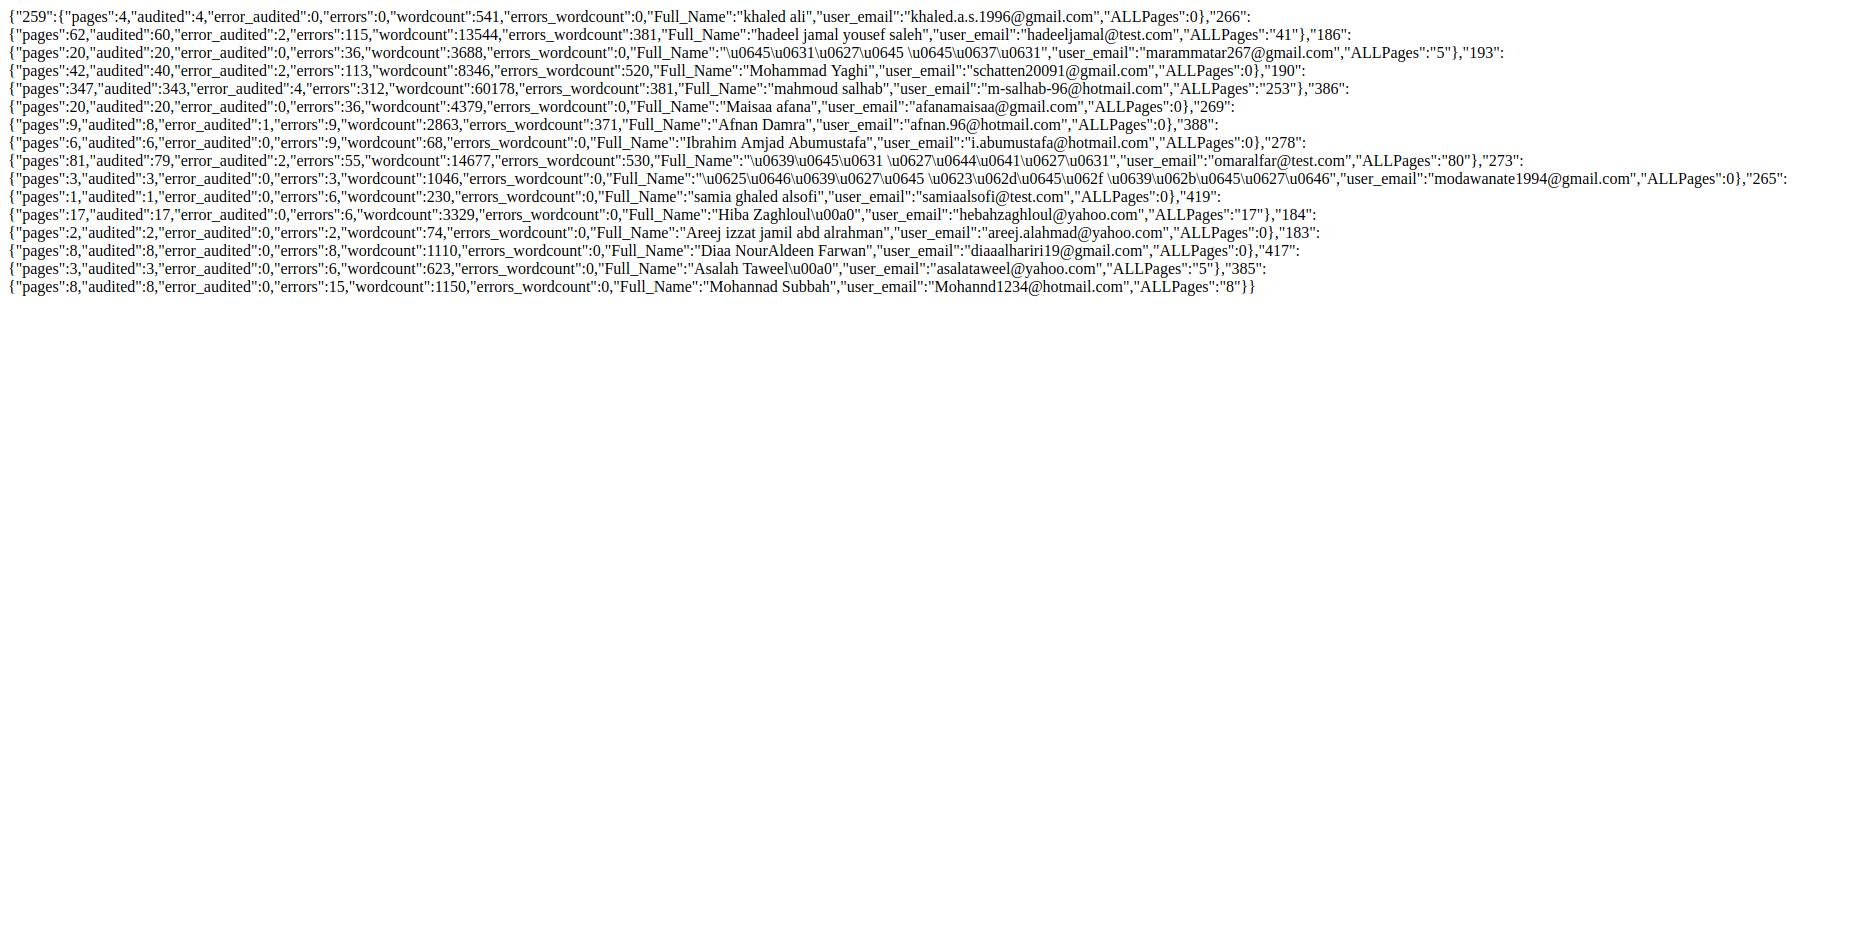 {"259":{"pages":4,"audited":4,"error_audited":0,"errors":0,"wordcount":541,"errors_wordcount":0,"Full_Name":"khaled ali","user_email":"khaled.a.s.1996@gmail.com","ALLPages":0},"266":
{"pages":62,"audited":60,"error_audited":2,"errors":115,"wordcount":13544,"errors_wordcount":381,"Full_Name":"hadeel jamal yousef saleh","user_email":"hadeeljamal@test.com","ALLPages":"41"},"186":
{"pages":20,"audited":20,"error_audited":0,"errors":36,"wordcount":3688,"errors_wordcount":0,"Full_Name":"\u0645\u0631\u0627\u0645 \u0645\u0637\u0631","user_email":"marammatar267@gmail.com","ALLPages":"5"},"193":
{"pages":42,"audited":40,"error_audited":2,"errors":113,"wordcount":8346,"errors_wordcount":520,"Full_Name":"Mohammad Yaghi","user_email":"schatten20091@gmail.com","ALLPages":0},"190":
{"pages":347,"audited":343,"error_audited":4,"errors":312,"wordcount":60178,"errors_wordcount":381,"Full_Name":"mahmoud salhab","user_email":"m-salhab-96@hotmail.com","ALLPages":"253"},"386":
{"pages":20,"audited":20,"error_audited":0,"errors":36,"wordcount":4379,"errors_wordcount":0,"Full_Name":"Maisaa afana","user_email":"afanamaisaa@gmail.com","ALLPages":0},"269":
{"pages":9,"audited":8,"error_audited":1,"errors":9,"wordcount":2863,"errors_wordcount":371,"Full_Name":"Afnan Damra","user_email":"afnan.96@hotmail.com","ALLPages":0},"388":
{"pages":6,"audited":6,"error_audited":0,"errors":9,"wordcount":68,"errors_wordcount":0,"Full_Name":"Ibrahim Amjad Abumustafa","user_email":"i.abumustafa@hotmail.com","ALLPages":0},"278":
{"pages":81,"audited":79,"error_audited":2,"errors":55,"wordcount":14677,"errors_wordcount":530,"Full_Name":"\u0639\u0645\u0631 \u0627\u0644\u0641\u0627\u0631","user_email":"omaralfar@test.com","ALLPages":"80"},"273":
{"pages":3,"audited":3,"error_audited":0,"errors":3,"wordcount":1046,"errors_wordcount":0,"Full_Name":"\u0625\u0646\u0639\u0627\u0645 \u0623\u062d\u0645\u062f \u0639\u062b\u0645\u0627\u0646","user_email":"modawanate1994@gmail.com","ALLPages":0},"265":
{"pages":1,"audited":1,"error_audited":0,"errors":6,"wordcount":230,"errors_wordcount":0,"Full_Name":"samia ghaled alsofi","user_email":"samiaalsofi@test.com","ALLPages":0},"419":
{"pages":17,"audited":17,"error_audited":0,"errors":6,"wordcount":3329,"errors_wordcount":0,"Full_Name":"Hiba Zaghloul\u00a0","user_email":"hebahzaghloul@yahoo.com","ALLPages":"17"},"184":
{"pages":2,"audited":2,"error_audited":0,"errors":2,"wordcount":74,"errors_wordcount":0,"Full_Name":"Areej izzat jamil abd alrahman","user_email":"areej.alahmad@yahoo.com","ALLPages":0},"183":
{"pages":8,"audited":8,"error_audited":0,"errors":8,"wordcount":1110,"errors_wordcount":0,"Full_Name":"Diaa NourAldeen Farwan","user_email":"diaaalhariri19@gmail.com","ALLPages":0},"417":
{"pages":3,"audited":3,"error_audited":0,"errors":6,"wordcount":623,"errors_wordcount":0,"Full_Name":"Asalah Taweel\u00a0","user_email":"asalataweel@yahoo.com","ALLPages":"5"},"385":
{"pages":8,"audited":8,"error_audited":0,"errors":15,"wordcount":1150,"errors_wordcount":0,"Full_Name":"Mohannad Subbah","user_email":"Mohannd1234@hotmail.com","ALLPages":"8"}}